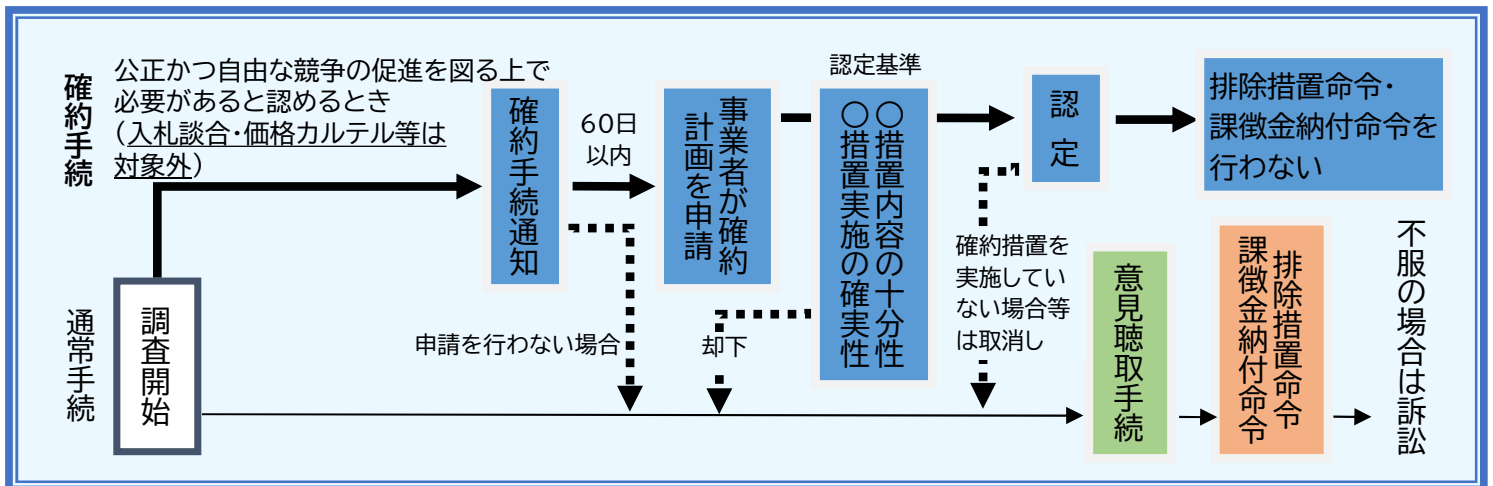 確約手続
公正かつ自由な競争の促進を図る上で
必要があると認めるとき
（入札談合・価格カルテル等は
対象外）
確約手続通知
60日
以内
事業者が確約
計画を申請
認定基準
○措置内容の十分性
○措置実施の確実性
認定
排除措置命令・
課徴金納付命令を
行わない
通常手続
調査開始
申請を行わない場合
却下
確約措置を
実施してい
ない場合等
は取消し
意見聴取手続
排除措置命令
課徴金納付命令
不服の場合は訴訟